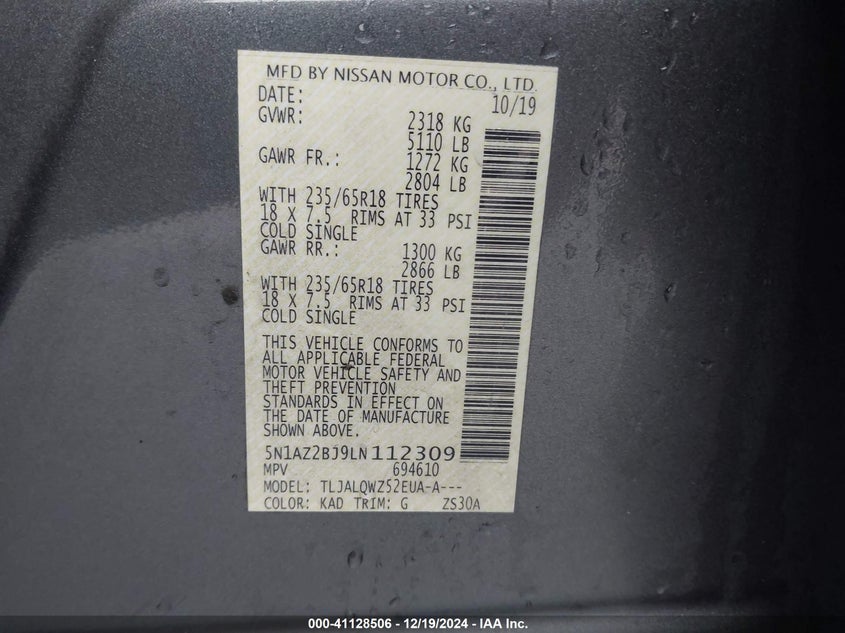 MFD BY NISSAN MOTOR CO., LTD.
DATE: 10/19
GVWR: 2318 KG
5110 LB
GAWR FR.: 1272 KG
2804 LB
WITH 235/65R18 TIRES
18 X 7.5 RIMS AT 33 PSI
COLD SINGLE
GAWR RR.: 1300 KG
2866 LB
WITH 235/65R18 TIRES
18 X 7.5 RIMS AT 33 PSI
COLD SINGLE
THIS VEHICLE CONFORMS TO
ALL APPLICABLE FEDERAL
MOTOR VEHICLE SAFETY AND
THEFT PREVENTION
STANDARDS IN EFFECT ON
THE DATE OF MANUFACTURE
SHOWN ABOVE.
5N1AZ2BJ9LN112309
MPV 694610
MODEL: TLJALQWZ52EUA-A---
COLOR: KAD TRIM: G ZS30A
000-41128506 - 12/19/2024 - IAA Inc.